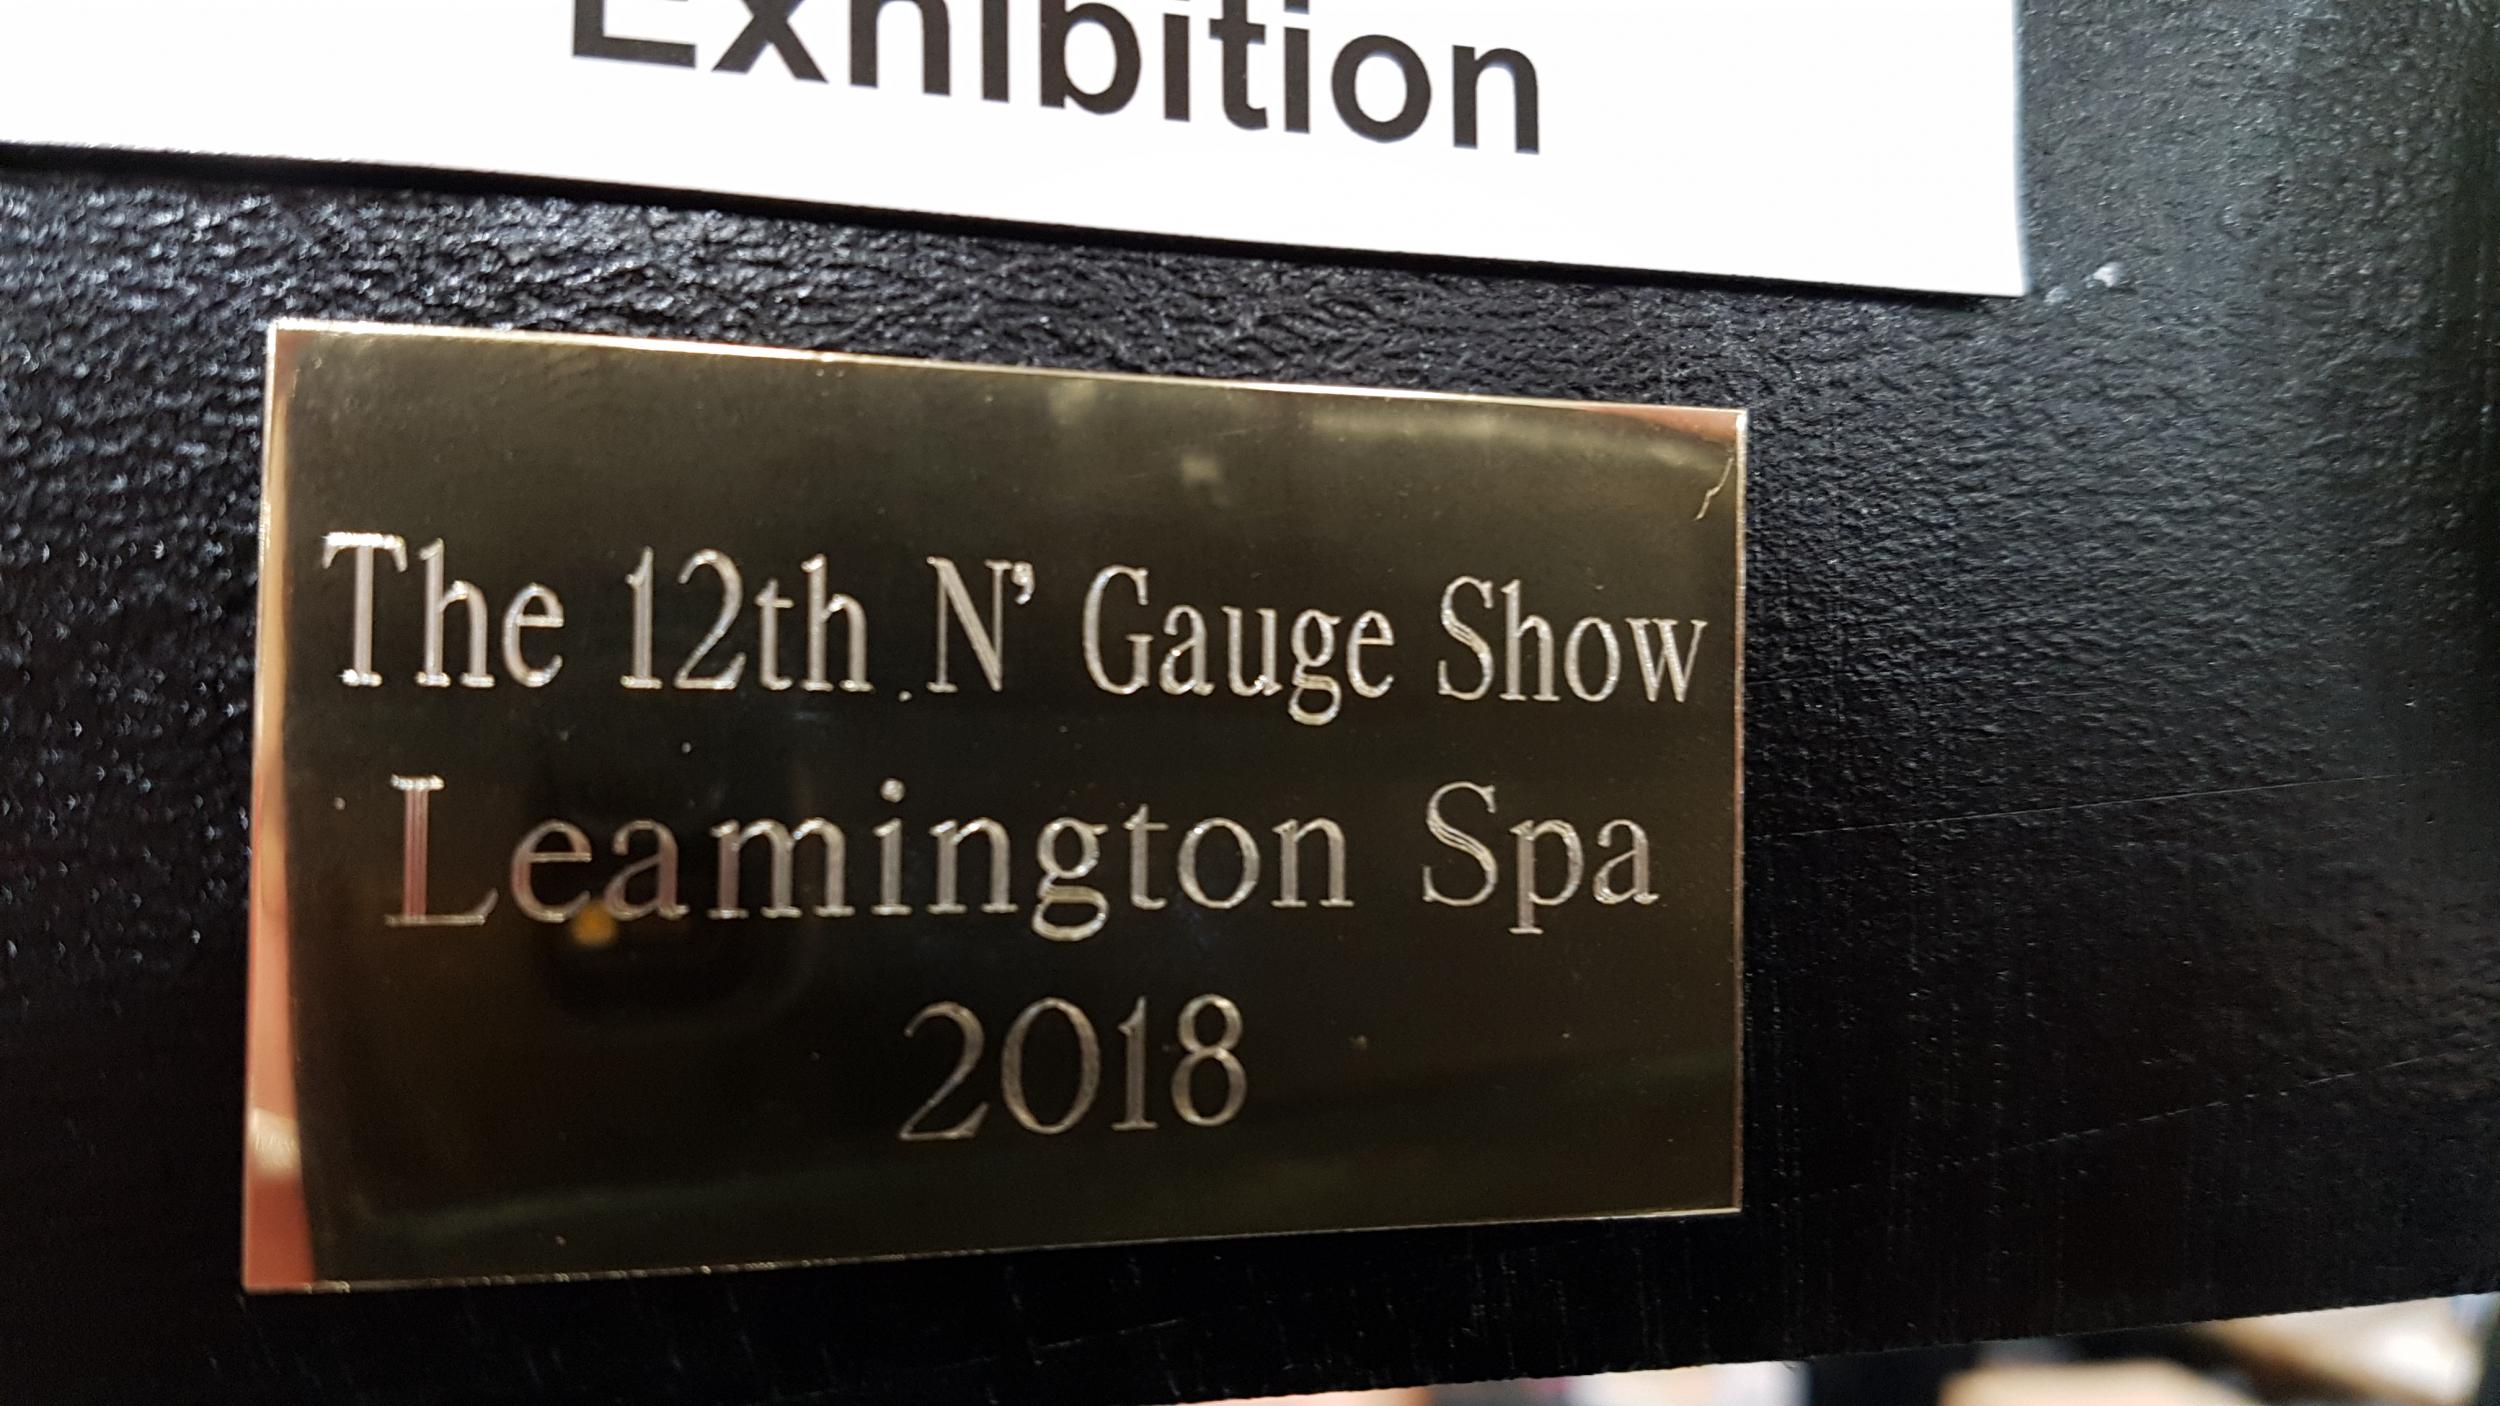 Exhibition
The 12th N' Gauge Show
Leamington Spa
2018